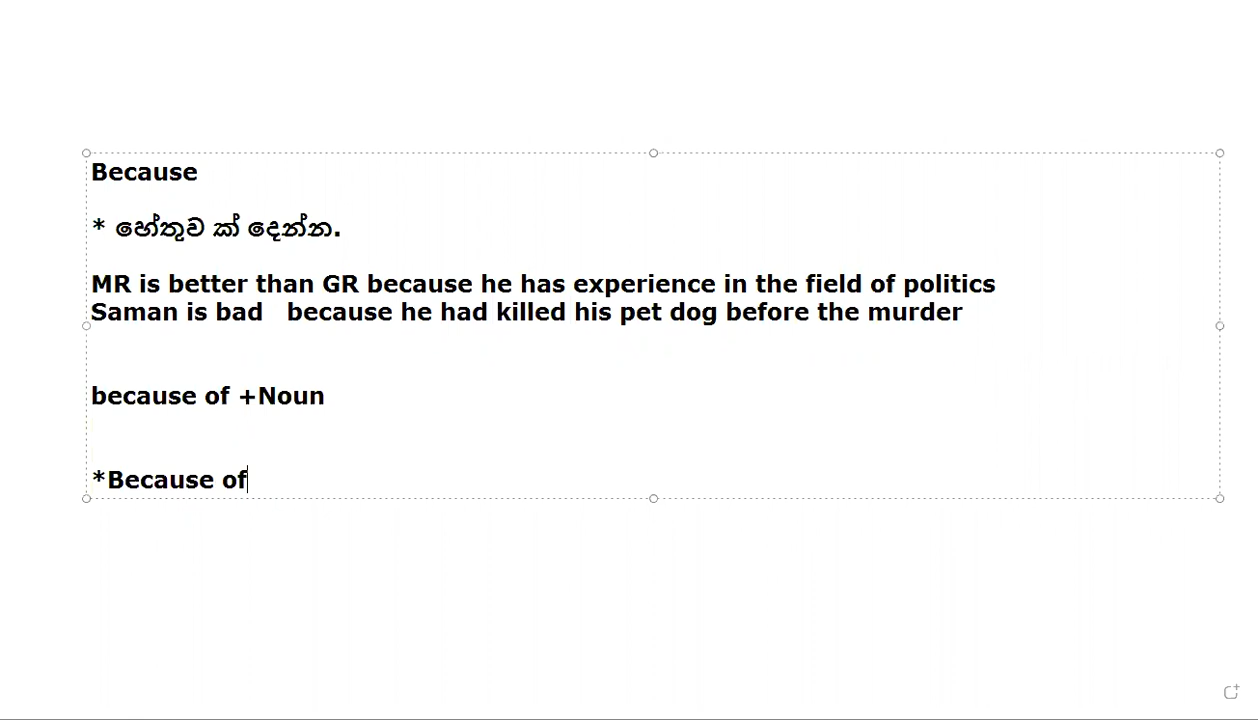 Because
* හේතුව ක් දෙන්න.
MR is better than GR because he has experience in the field of politics
Saman is bad   because he had killed his pet dog before the murder
because of +Noun
*Because of